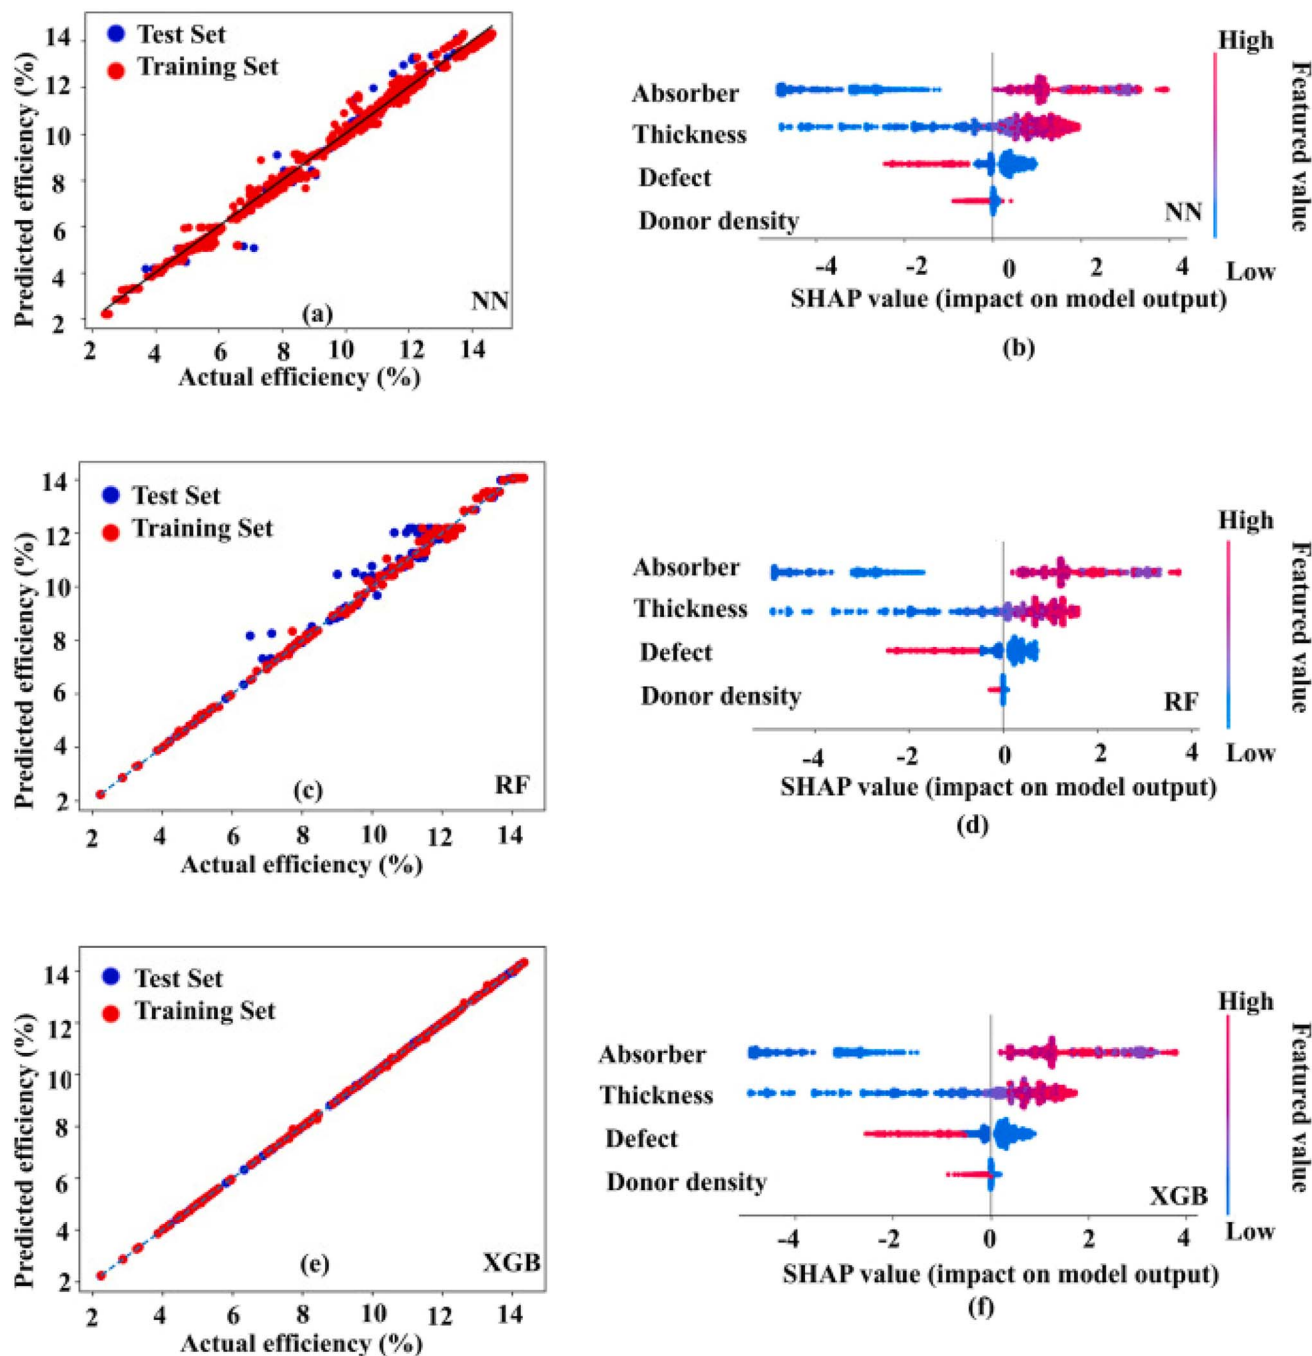 Test Set
Training Set
14
12
10
8
6
4
2
Predicted efficiency (%)
(a)
NN
2 4 6 8 10 12 14
Actual efficiency (%)
Absorber
Thickness
Defect
Donor density
NN
High
Featured value
Low
-4 -2 0 2 4
SHAP value (impact on model output)
(b)
Test Set
Training Set
14
12
10
8
6
4
2
Predicted efficiency (%)
(c)
RF
2 4 6 8 10 12 14
Actual efficiency (%)
Absorber
Thickness
Defect
Donor density
RF
High
Featured value
Low
-4 -2 0 2 4
SHAP value (impact on model output)
(d)
Test Set
Training Set
14
12
10
8
6
4
2
Predicted efficiency (%)
(e)
XGB
2 4 6 8 10 12 14
Actual efficiency (%)
Absorber
Thickness
Defect
Donor density
XGB
High
Featured value
Low
-4 -2 0 2 4
SHAP value (impact on model output)
(f)